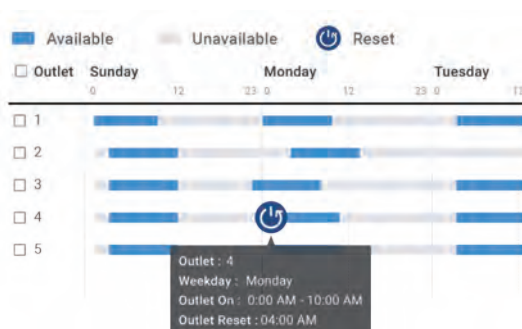 Available Unavailable Reset
Outlet Sunday Monday Tuesday
0 12 23 0 12 23 0
1
2
3
4
5
Outlet : 4
Weekday : Monday
Outlet On : 0:00 AM - 10:00 AM
Outlet Reset : 04:00 AM